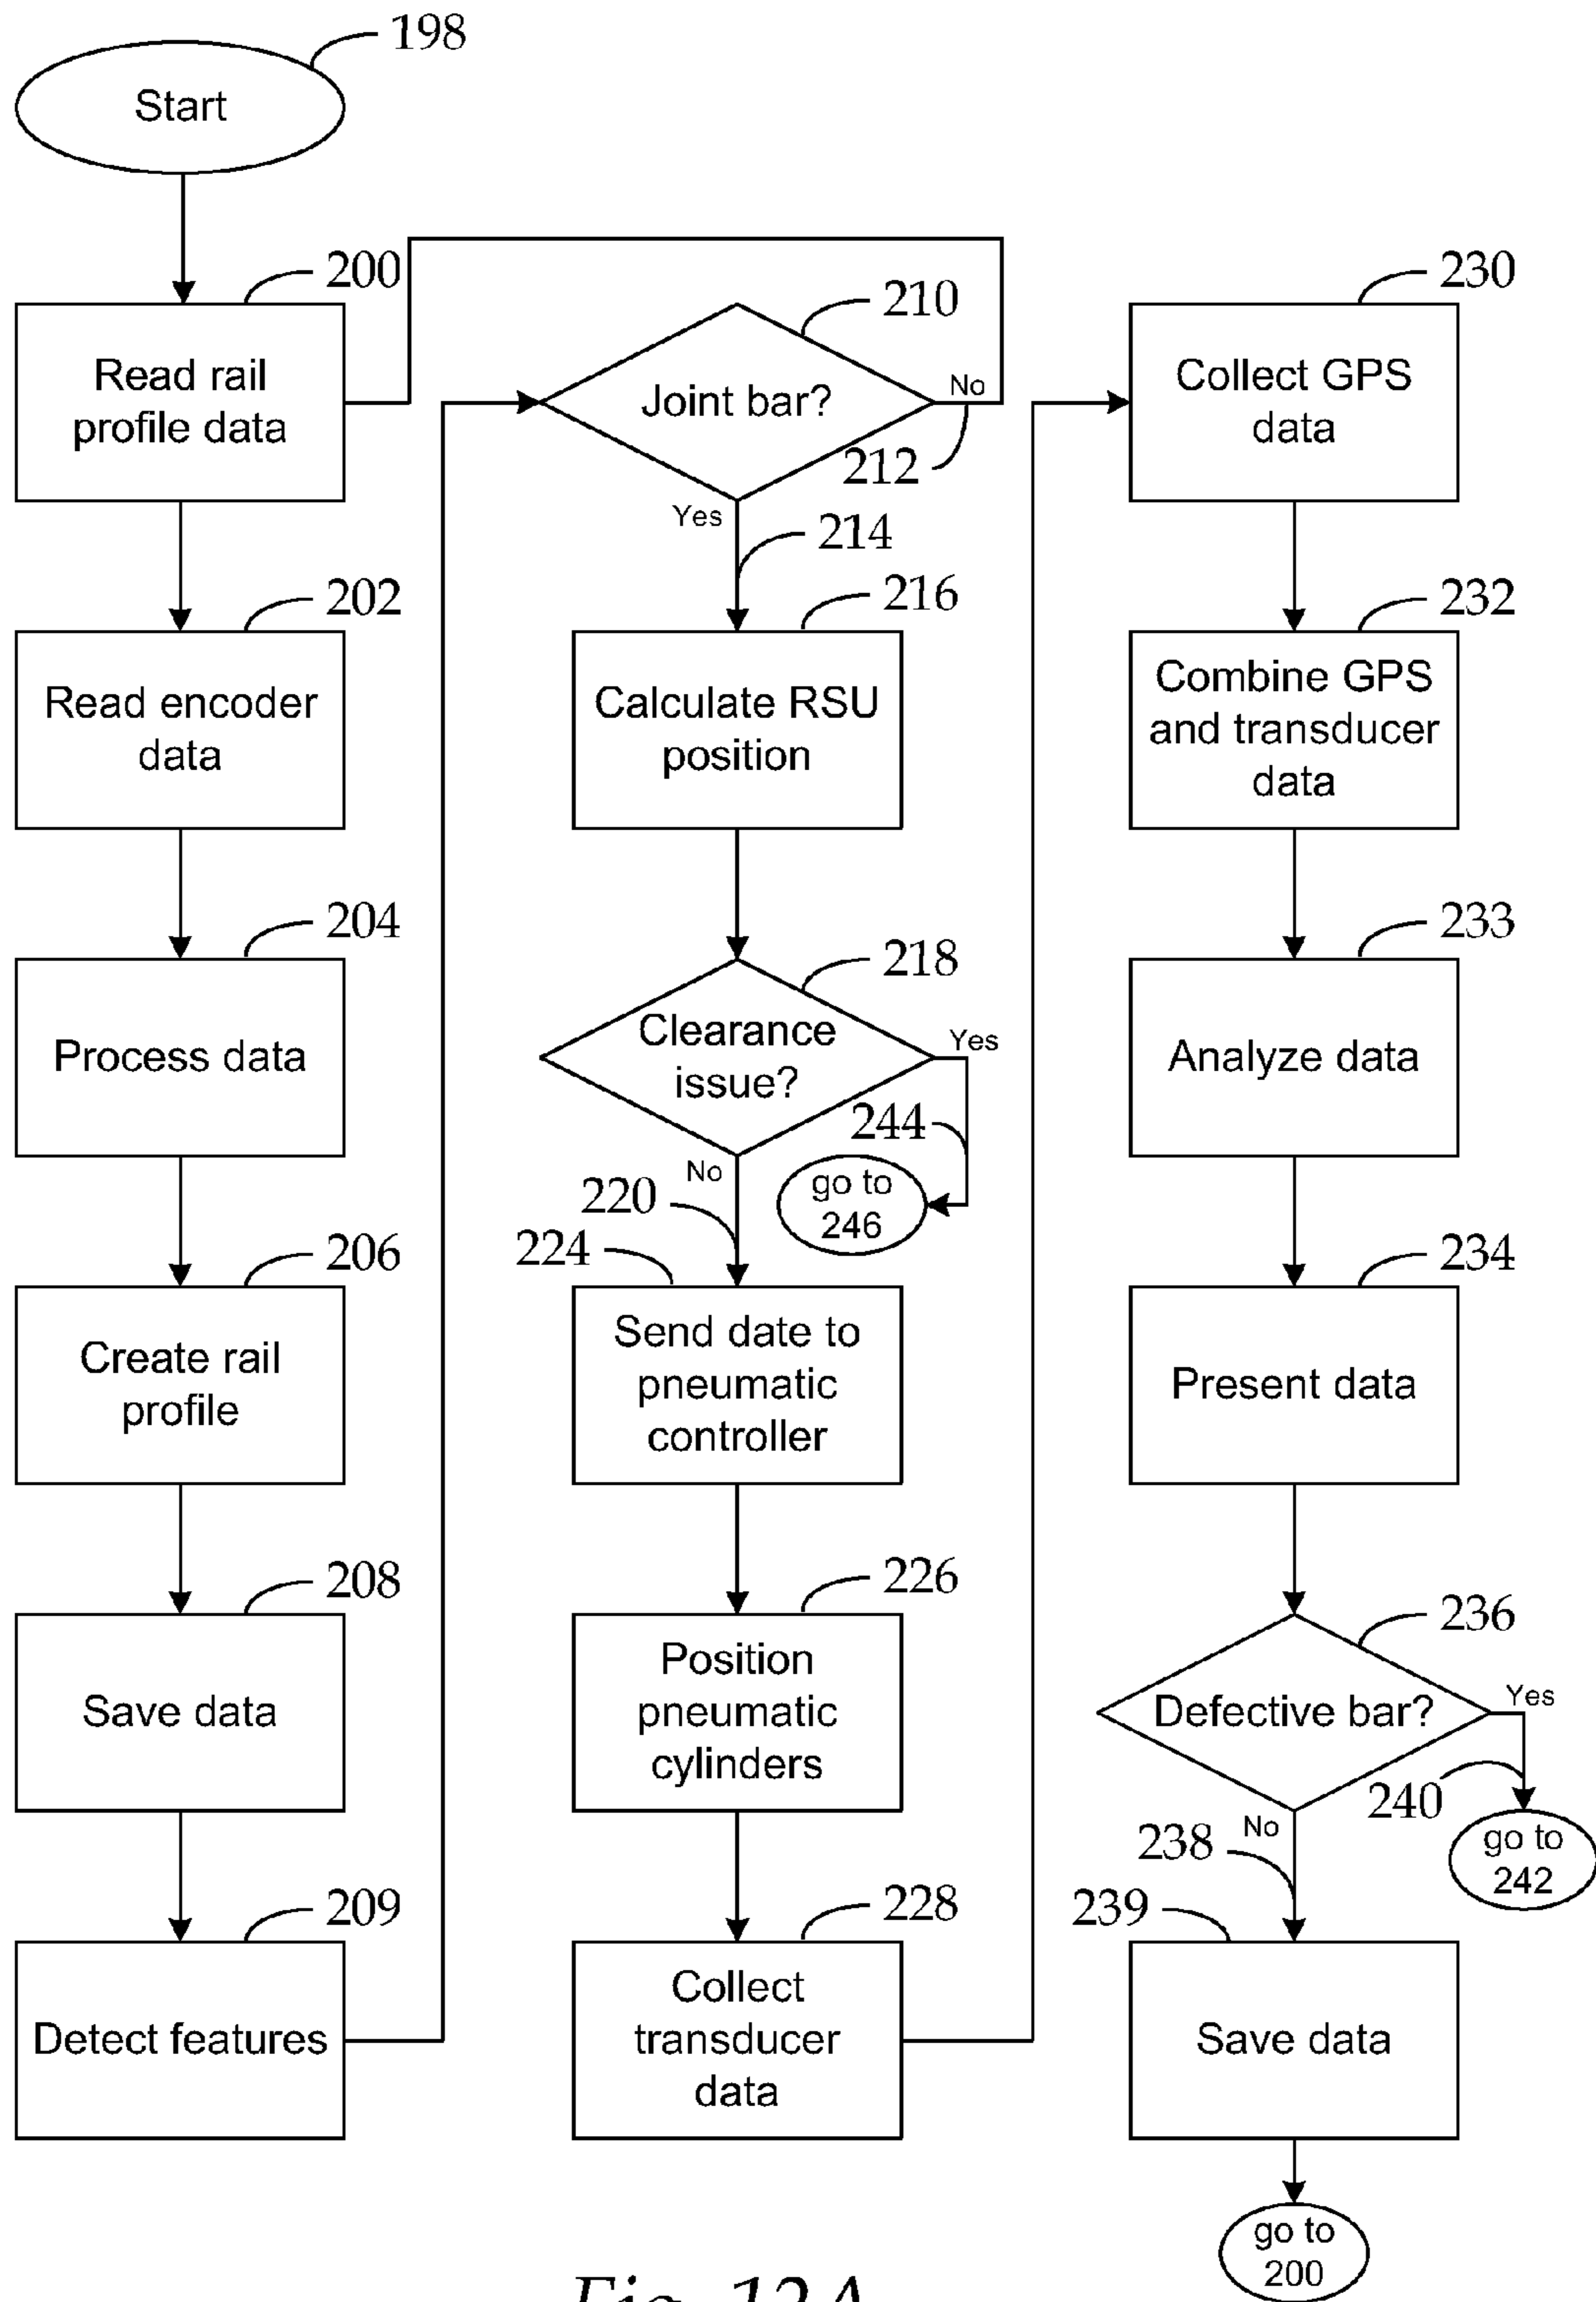 198
Start
200
Read rail
profile data
202
Read encoder
data
204
Process data
206
Create rail
profile
208
Save data
209
Detect features
210
Joint bar?
No
212
Yes
214
216
Calculate RSU
position
218
Clearance
issue?
Yes
244
go to
246
No
220
224
Send date to
pneumatic
controller
226
Position
pneumatic
cylinders
228
Collect
transducer
data
230
Collect GPS
data
232
Combine GPS
and transducer
data
233
Analyze data
234
Present data
236
Defective bar?
Yes
240
go to
242
No
238
239
Save data
go to
200
Fig. 12A